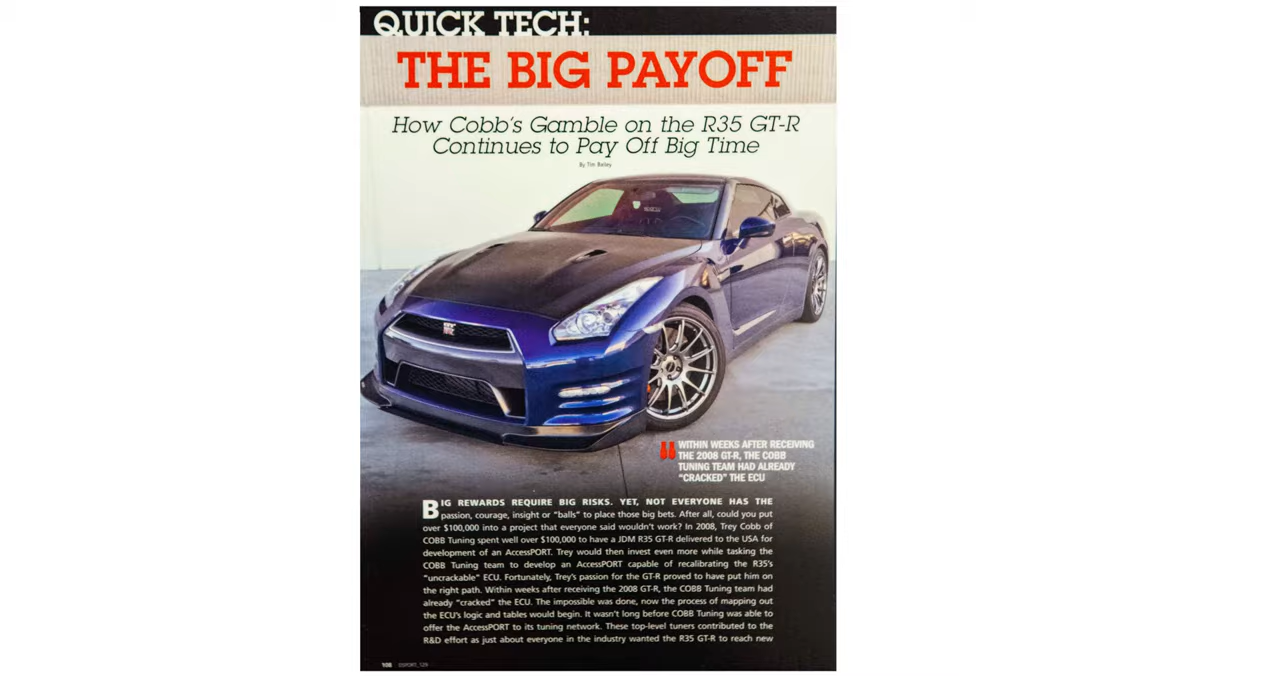 QUICK TECH:
THE BIG PAYOFF
How Cobb's Gamble on the R35 GT-R
Continues to Pay Off Big Time
By Tim Bailey
SPARCO
GT R
WITHIN WEEKS AFTER RECEIVING
THE 2008 GT-R, THE COBB
TUNING TEAM HAD ALREADY
"CRACKED" THE ECU
BIG REWARDS REQUIRE BIG RISKS. YET, NOT EVERYONE HAS THE
passion, courage, insight or "balls" to place those big bets. After all, could you put
over $100,000 into a project that everyone said wouldn't work? In 2008, Trey Cobb of
COBB Tuning spent well over $100,000 to have a JDM R35 GT-R delivered to the USA for
development of an AccessPORT. Trey would then invest even more while tasking the
COBB Tuning team to develop an AccessPORT capable of recalibrating the R35's
"uncrackable" ECU. Fortunately, Trey's passion for the GT-R proved to have put him on
the right path. Within weeks after receiving the 2008 GT-R, the COBB Tuning team had
already "cracked" the ECU. The impossible was done, now the process of mapping out
the ECU's logic and tables would begin. It wasn't long before COBB Tuning was able to
offer the AccessPORT to its tuning network. These top-level tuners contributed to the
R&D effort as just about everyone in the industry wanted the R35 GT-R to reach new
108 DSPORT_129